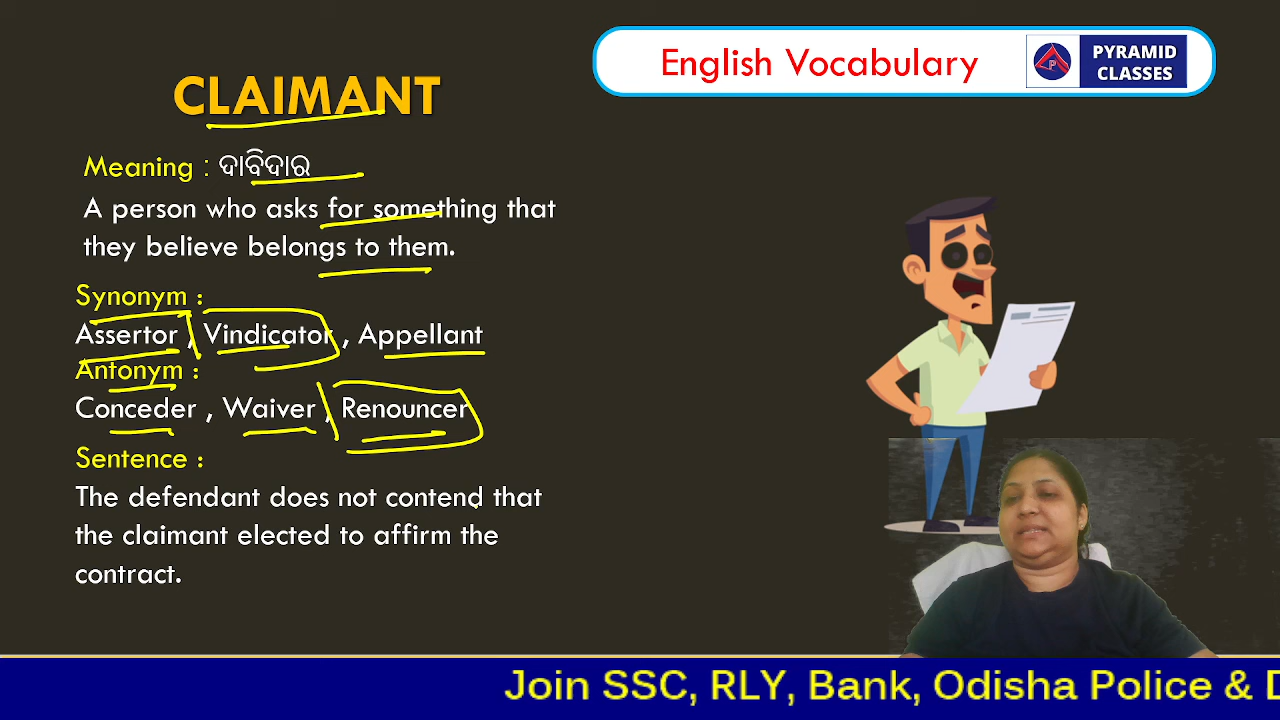 English Vocabulary
PYRAMID
CLASSES
CLAIMANT
Meaning : ଦାବିଦାର
A person who asks for something that
they believe belongs to them.
Synonym :
Assertor , Vindicator , Appellant
Antonym :
Conceder , Waiver , Renouncer
Sentence :
The defendant does not contend that
the claimant elected to affirm the
contract.
Join SSC, RLY, Bank, Odisha Police &